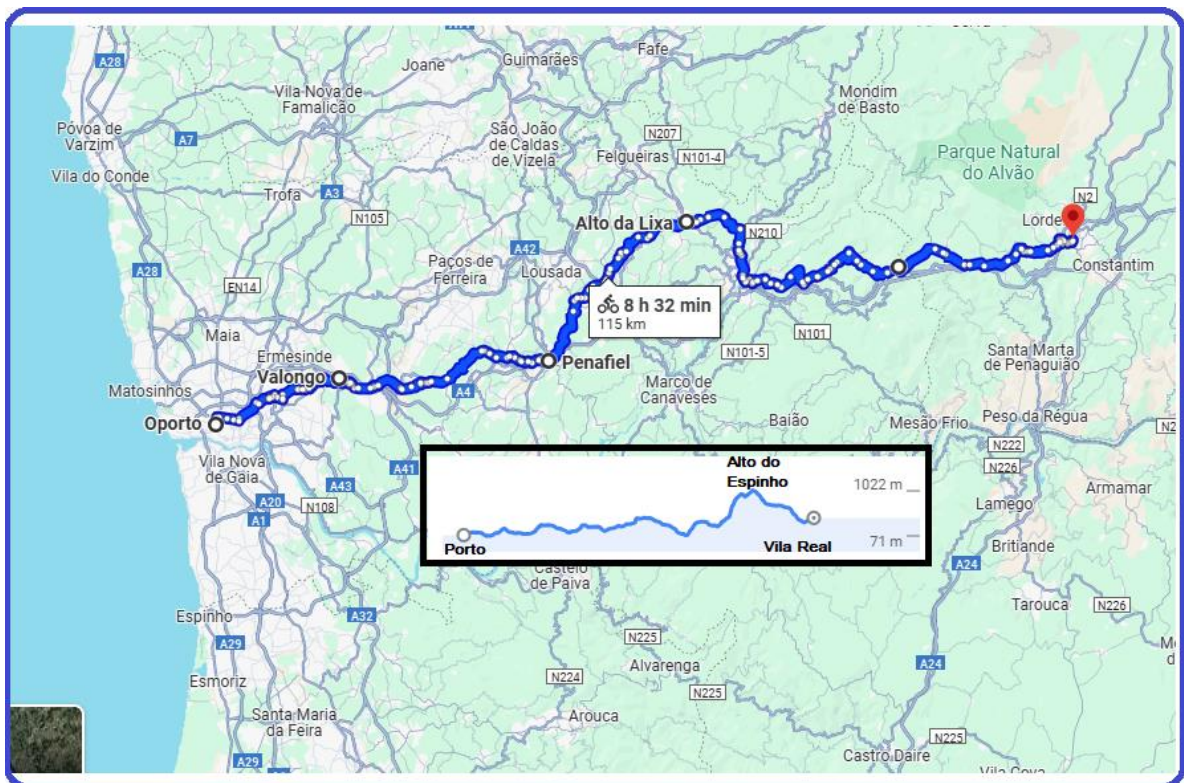 A28
Joane
Guimarães
Fafe
Vila Nova de
Famalicão
Mondim
de Basto
Póvoa de
Varzim
A7
São João
de Caldas
de Vizela
N207
N101-4
Felgueiras
Parque Natural
do Alvão
Vila do Conde
Trofa
A3
N105
N2
Alto da Lixa
Lorde
N210
A42
Constantim
A28
Paços de
Ferreira
Lousada
EN14
8 h 32 min
115 km
Maia
N101
Ermesinde
N101-5
Santa Marta
de Penaguião
Valongo
Penafiel
Matosinhos
A4
Marco de
Canaveses
Oporto
Baião
Mesão Frio
Peso da Régua
Vila Nova
de Gaia
A41
A43
N222
N226
A20
N108
A1
Alto do
Espinho
1022 m
Porto
Vila Real
71 m
Lamego
Armamar
Britiande
Castelo
de Paiva
A24
Tarouca
N226
Espinho
A32
A29
N225
Alvarenga
A24
Esmoriz
N224
N225
A29
Santa Maria
da Feira
Arouca
N225
Castro Daire
Vila Cova